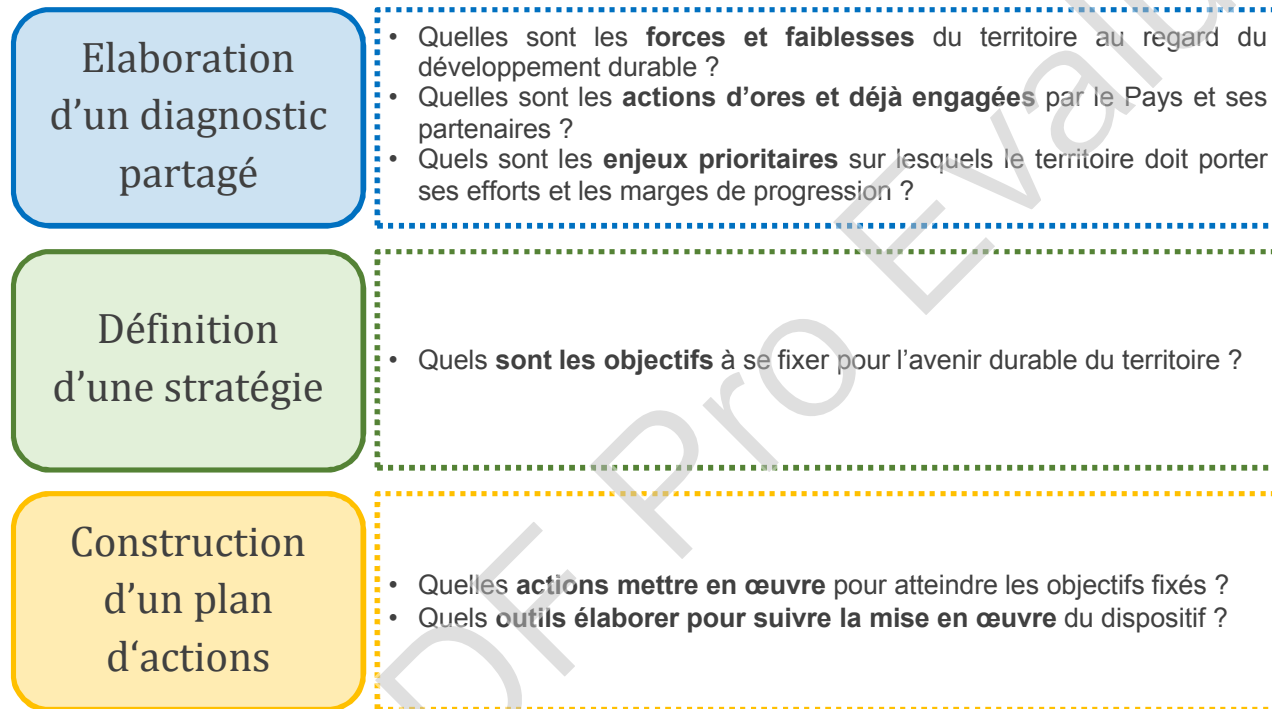 Elaboration
d’un diagnostic
partagé
• Quelles sont les forces et faiblesses du territoire au regard du
développement durable ?
• Quelles sont les actions d’ores et déjà engagées par le Pays et ses
partenaires ?
• Quels sont les enjeux prioritaires sur lesquels le territoire doit porter
ses efforts et les marges de progression ?
Définition
d’une stratégie
• Quels sont les objectifs à se fixer pour l’avenir durable du territoire ?
Construction
d’un plan
d‘actions
• Quelles actions mettre en œuvre pour atteindre les objectifs fixés ?
• Quels outils élaborer pour suivre la mise en œuvre du dispositif ?
DF Pro Evalu